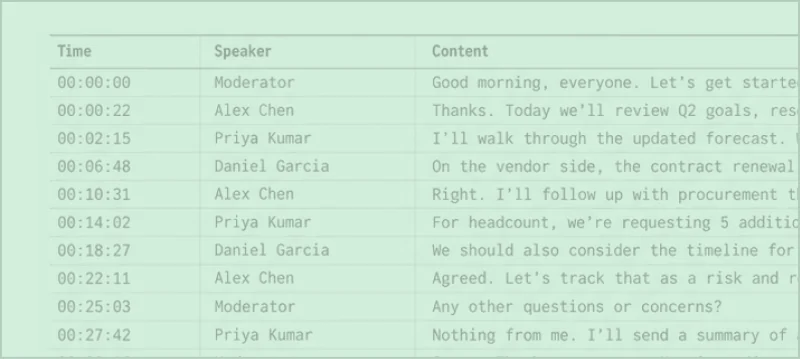 Time Speaker Content
00:00:00 Moderator Good morning, everyone. Let's get
00:00:22 Alex Chen Thanks. Today we'll review Q2 goals,
00:02:15 Priya Kumar I'll walk through the updated forecast.
00:06:48 Daniel Garcia On the vendor side, the contract renewal
00:10:31 Alex Chen Right. I'll follow up with procurement
00:14:02 Priya Kumar For headcount, we're requesting 5
00:18:27 Daniel Garcia We should also consider the timeline for
00:22:11 Alex Chen Agreed. Let's track that as a risk and
00:25:03 Moderator Any other questions or concerns?
00:27:42 Priya Kumar Nothing from me. I'll send a summary of